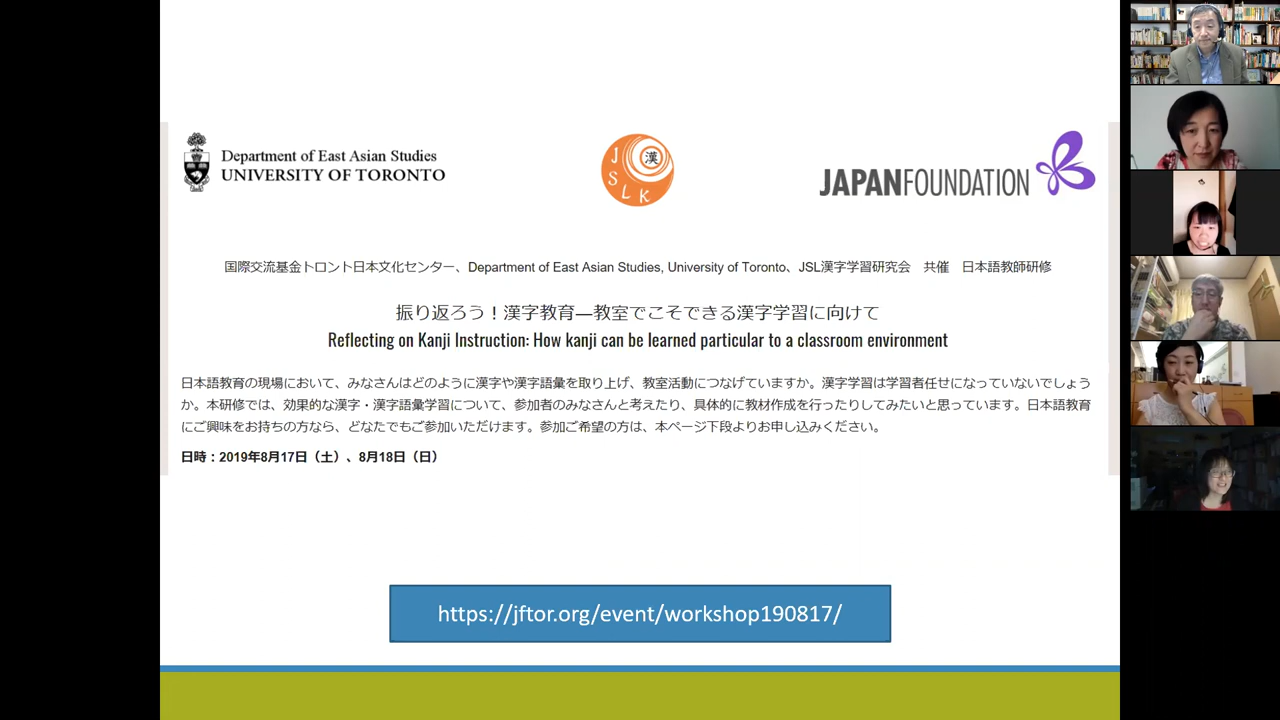 Department of East Asian Studies
UNIVERSITY OF TORONTO
J
S
L
K
漢
JAPANFOUNDATION
国際交流基金トロント日本文化センター、Department of East Asian Studies, University of Toronto、JSL漢字学習研究会　共催　日本語教師研修
振り返ろう！漢字教育―教室でこそできる漢字学習に向けて
Reflecting on Kanji Instruction: How kanji can be learned particular to a classroom environment
日本語教育の現場において、みなさんはどのように漢字や漢字語彙を取り上げ、教室活動につなげていますか。漢字学習は学習者任せになっていないでしょう
か。本研修では、効果的な漢字・漢字語彙学習について、参加者のみなさんと考えたり、具体的に教材作成を行ったりしてみたいと思っています。日本語教育
にご興味をお持ちの方なら、どなたでもご参加いただけます。参加ご希望の方は、本ページ下段よりお申し込みください。
日時：2019年8月17日（土）、8月18日（日）
https://jftor.org/event/workshop190817/